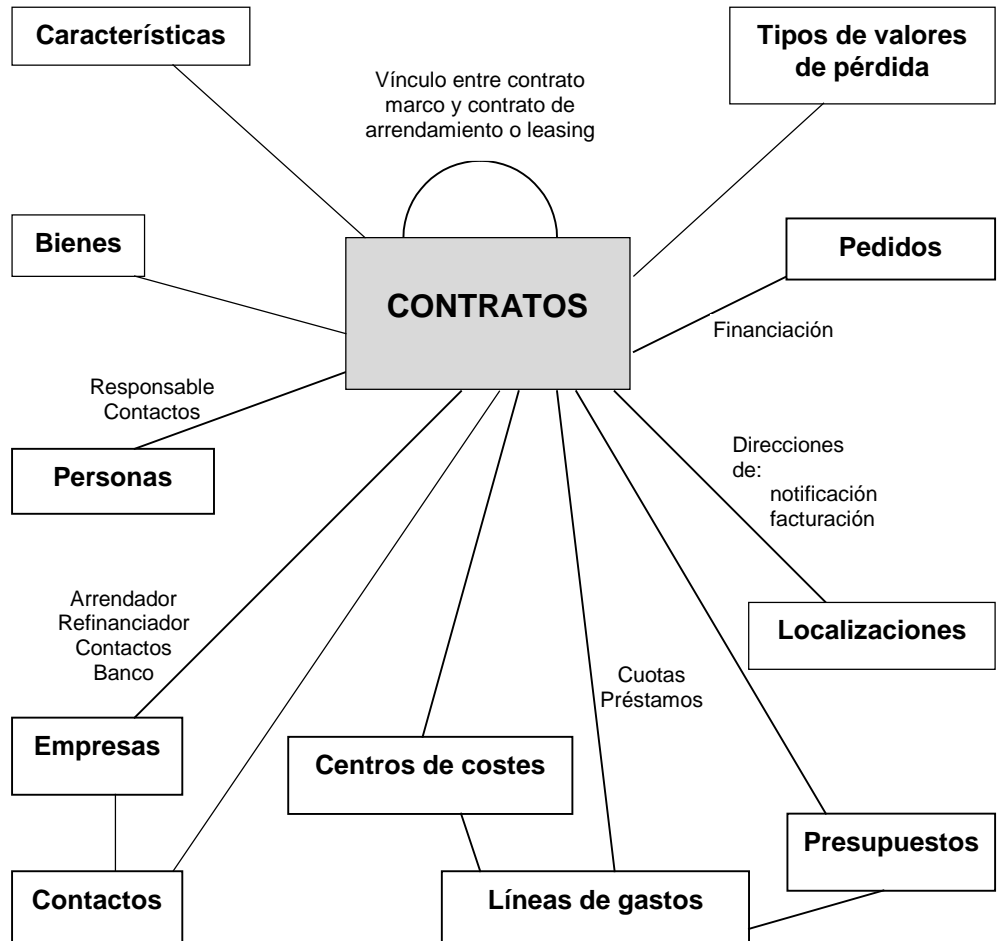 Características
Tipos de valores
de pérdida
Vínculo entre contrato
marco y contrato de
arrendamiento o leasing
Bienes
Pedidos
CONTRATOS
Financiación
Responsable
Contactos
Personas
Direcciones
de:
notificación
facturación
Arrendador
Refinanciador
Contactos
Banco
Localizaciones
Cuotas
Préstamos
Empresas
Centros de costes
Presupuestos
Contactos
Líneas de gastos